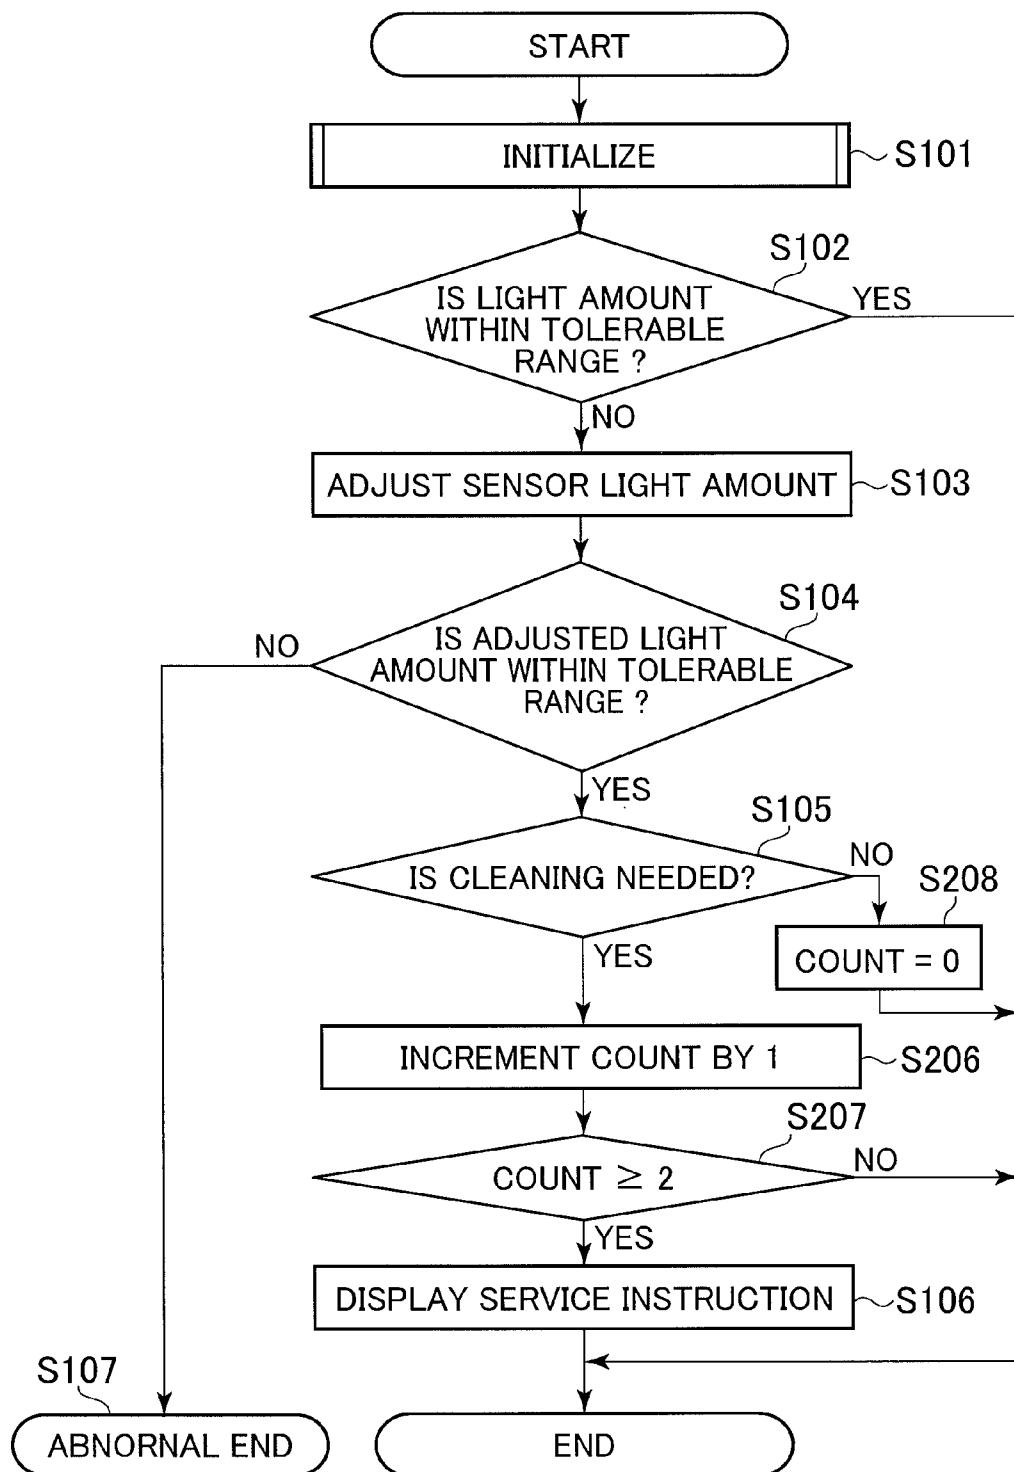 START
INITIALIZE
S101
S102
IS LIGHT AMOUNT
WITHIN TOLERABLE
RANGE ?
YES
NO
ADJUST SENSOR LIGHT AMOUNT
S103
S104
IS ADJUSTED LIGHT
AMOUNT WITHIN TOLERABLE
RANGE ?
NO
YES
S105
IS CLEANING NEEDED?
NO
S208
COUNT = 0
YES
INCREMENT COUNT BY 1
S206
S207
COUNT ≥ 2
NO
YES
DISPLAY SERVICE INSTRUCTION
S106
S107
ABNORNAL END
END